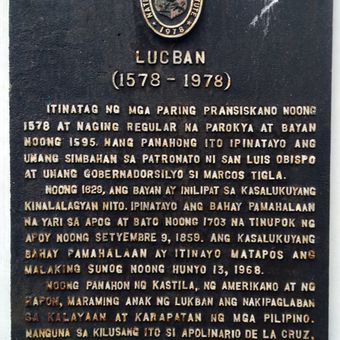 1978
LUCBAN
(1578 - 1978)
ITINATAG NG MGA PARING PRANSISKANO NOONG
1578 AT NAGING REGULAR NA PAROKYA AT BAYAN
NOONG 1595. NANG PANAHONG ITO IPINATAYO ANG
UNANG SIMBAHAN SA PATRONATO NI SAN LUIS OBISPO
AT UNANG GOBERNADORSILYO SI MARCOS TIGLA.
NOONG 1629, ANG BAYAN AY INILIPAT SA KASALUKUYANG
KINALALAGYAN NITO. IPINATAYO ANG BAHAY PAMAHALAAN
NA YARI SA APOG AT BATO NOONG 1703 NA TINUPOK NG
APOY NOONG SETYEMBRE 9, 1859. ANG KASALUKUYANG
BAHAY PAMAHALAAN AY ITINAYO MATAPOS ANG
MALAKING SUNOG NOONG HUNYO 13, 1968.
NOONG PANAHON NG KASTILA, NG AMERIKANO AT NG
HAPON, MARAMING ANAK NG LUKBAN ANG NAKIPAGLABAN
SA KALAYAAN AT KARAPATAN NG MGA PILIPINO.
NANGUNA SA KILUSANG ITO SI APOLINARIO DE LA CRUZ,